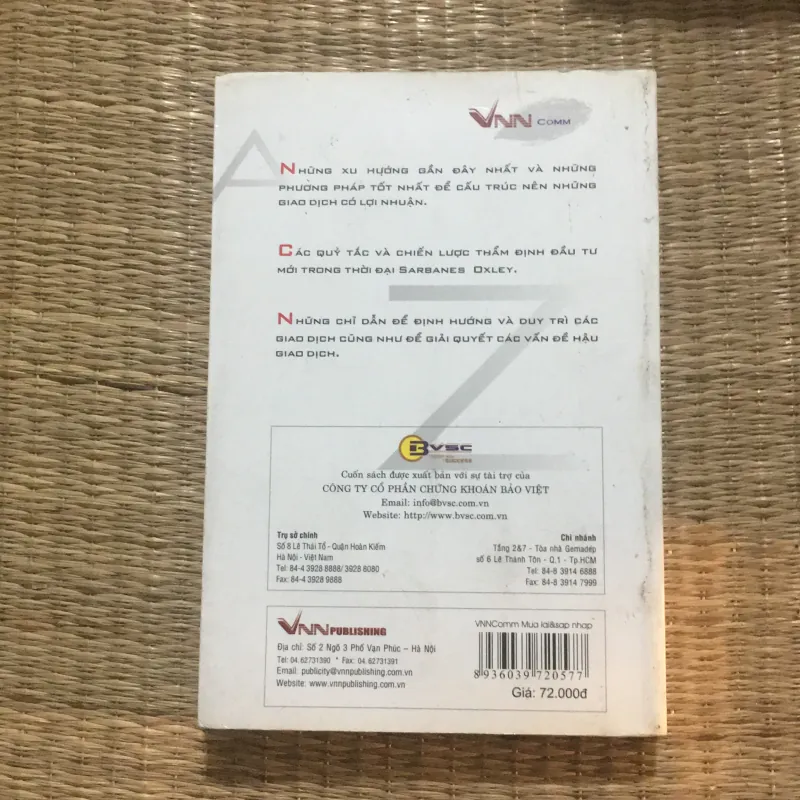 VNN COMM
A
NHỮNG XU HƯỚNG GẦN ĐÂY NHẤT VÀ NHỮNG
PHƯƠNG PHÁP TỐT NHẤT ĐỂ CẤU TRÚC NÊN NHỮNG
GIAO DỊCH CÓ LỢI NHUẬN.
CÁC QUY TẮC VÀ CHIẾN LƯỢC THẨM ĐỊNH ĐẦU TƯ
MỚI TRONG THỜI ĐẠI SARBANES OXLEY.
Z
NHỮNG CHỈ DẪN ĐỂ ĐỊNH HƯỚNG VÀ DUY TRÌ CÁC
GIAO DỊCH CŨNG NHƯ ĐỂ GIẢI QUYẾT CÁC VẤN ĐỀ HẬU
GIAO DỊCH.
BVSC
Cuốn sách được xuất bản với sự tài trợ của
CÔNG TY CỔ PHẦN CHỨNG KHOÁN BẢO VIỆT
Email: info@bvsc.com.vn
Website: http://www.bvsc.com.vn
Trụ sở chính
Số 8 Lê Thái Tổ - Quận Hoàn Kiếm
Hà Nội - Việt Nam
Tel: 84-4 3928 8888/ 3928 8080
Fax: 84-4 3928 9888
Chi nhánh
Tầng 2&7 - Tòa nhà Gemadép
số 6 Lê Thánh Tôn - Q.1 - Tp.HCM
Tel: 84-8 3914 6888
Fax: 84-8 3914 7999
VNN PUBLISHING
Địa chỉ: Số 2 Ngõ 3 Phố Vạn Phúc – Hà Nội
Tel: 04.62731390 * Fax: 04.62731391
Email: publicity@vnnpublishing.com.vn
Website: www.vnnpublishing.com.vn
VNNComm Mua lại&sáp nhập
8936039720577
Giá: 72.000đ